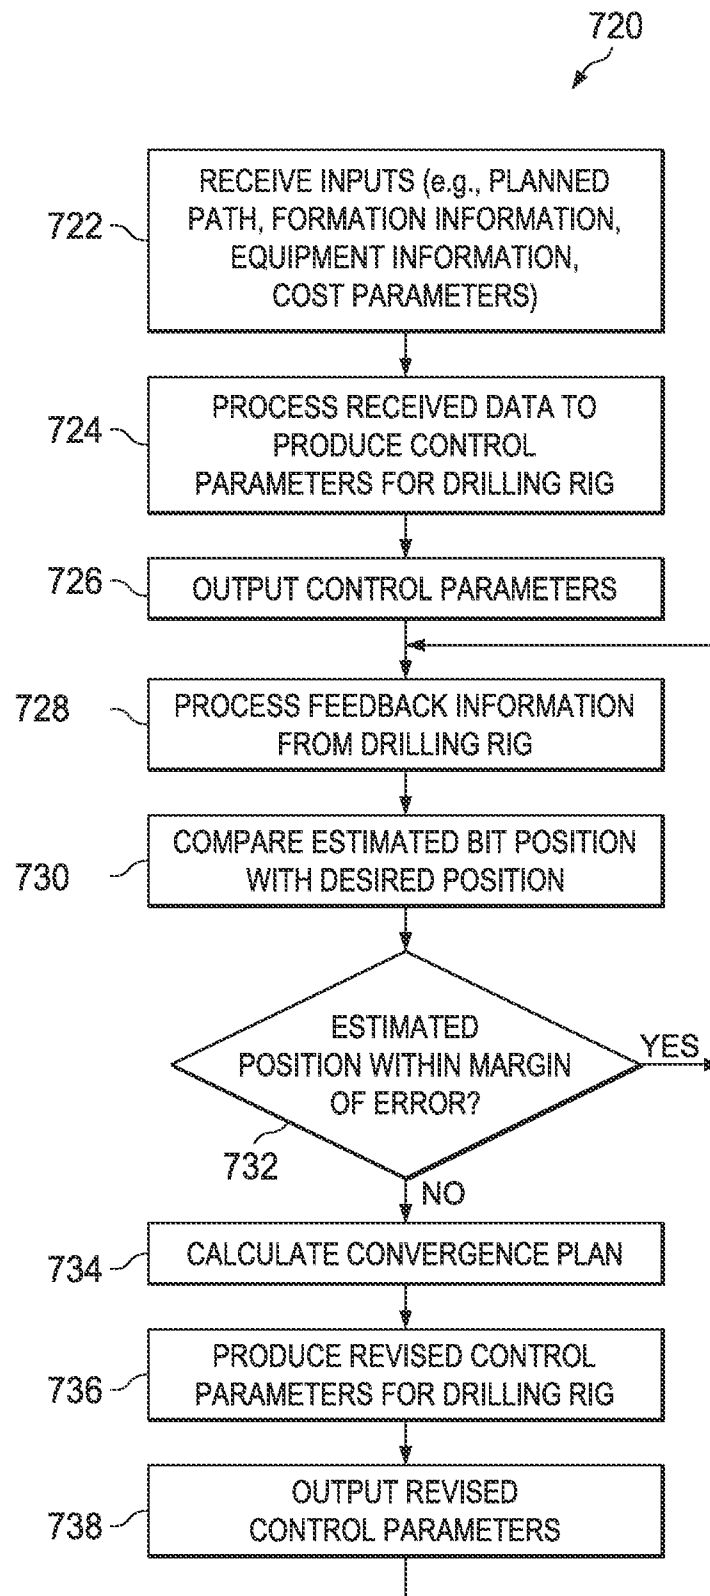 720
722
RECEIVE INPUTS (e.g., PLANNED
PATH, FORMATION INFORMATION,
EQUIPMENT INFORMATION,
COST PARAMETERS)
724
PROCESS RECEIVED DATA TO
PRODUCE CONTROL
PARAMETERS FOR DRILLING RIG
726
OUTPUT CONTROL PARAMETERS
728
PROCESS FEEDBACK INFORMATION
FROM DRILLING RIG
730
COMPARE ESTIMATED BIT POSITION
WITH DESIRED POSITION
ESTIMATED
POSITION WITHIN MARGIN
OF ERROR?
YES
732
NO
734
CALCULATE CONVERGENCE PLAN
736
PRODUCE REVISED CONTROL
PARAMETERS FOR DRILLING RIG
738
OUTPUT REVISED
CONTROL PARAMETERS